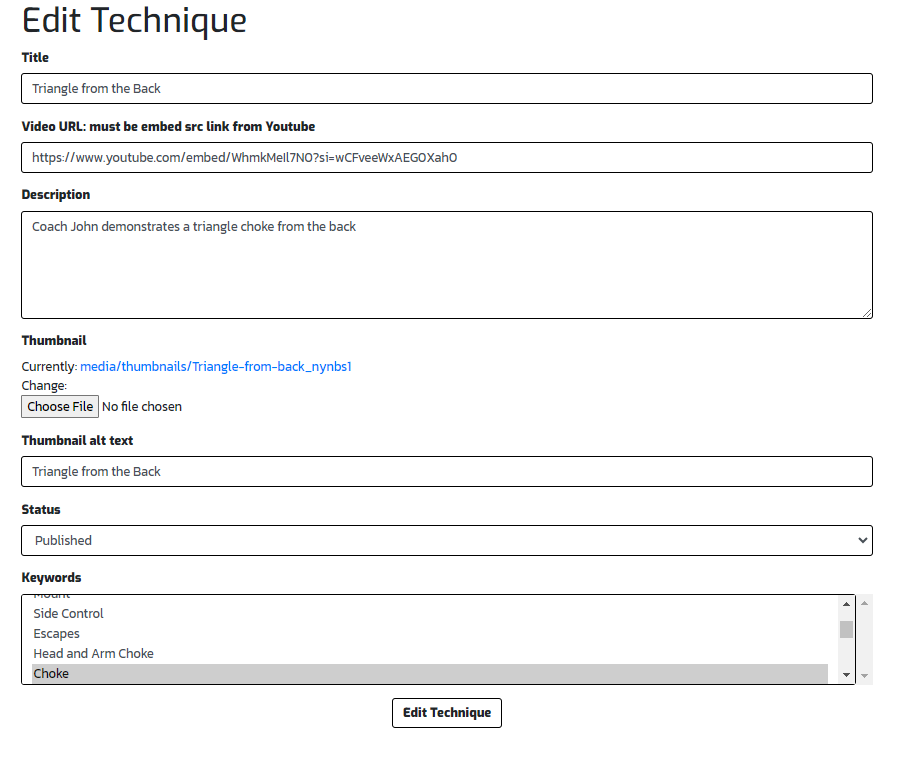 Edit Technique
Title
Triangle from the Back
Video URL: must be embed src link from Youtube
https://www.youtube.com/embed/WhmkMeIl7N0?si=wCFveeWxAEGOXahO
Description
Coach John demonstrates a triangle choke from the back
Thumbnail
Currently: media/thumbnails/Triangle-from-back_nynbs1
Change:
Choose File No file chosen
Thumbnail alt text
Triangle from the Back
Status
Published
Keywords
Mount
Side Control
Escapes
Head and Arm Choke
Choke
Edit Technique